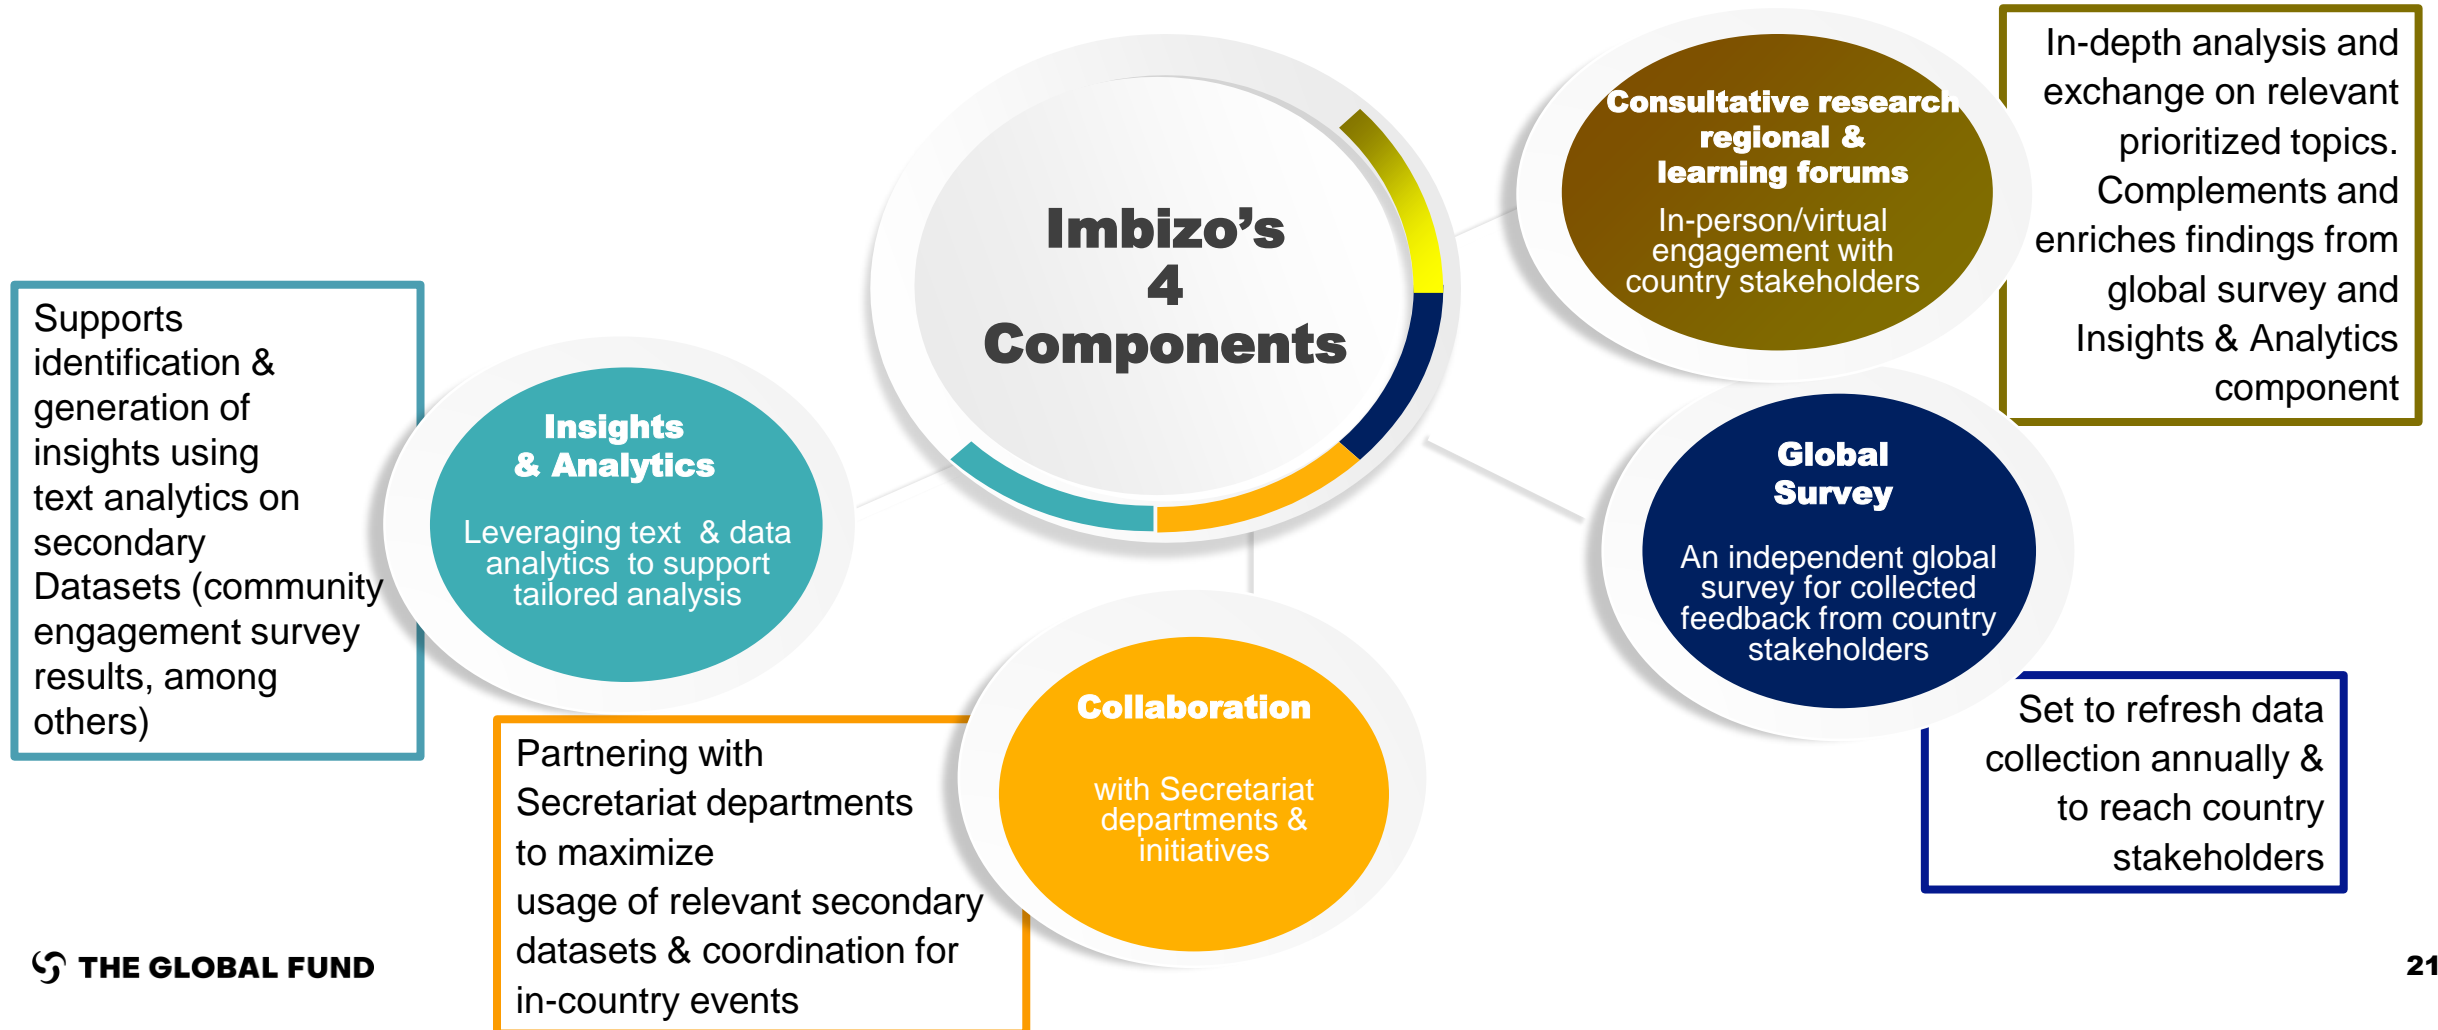 Imbizo’s
4
Components
Consultative research
regional &
learning forums
In-person/virtual
engagement with
country stakeholders
In-depth analysis and
exchange on relevant
prioritized topics.
Complements and
enriches findings from
global survey and
Insights & Analytics
component
Global
Survey
An independent global
survey for collected
feedback from country
stakeholders
Set to refresh data
collection annually &
to reach country
stakeholders
Collaboration
with Secretariat
departments &
initiatives
Partnering with
Secretariat departments
to maximize
usage of relevant secondary
datasets & coordination for
in-country events
Insights
& Analytics
Leveraging text & data
analytics to support
tailored analysis
Supports
identification &
generation of
insights using
text analytics on
secondary
Datasets (community
engagement survey
results, among
others)
THE GLOBAL FUND
21